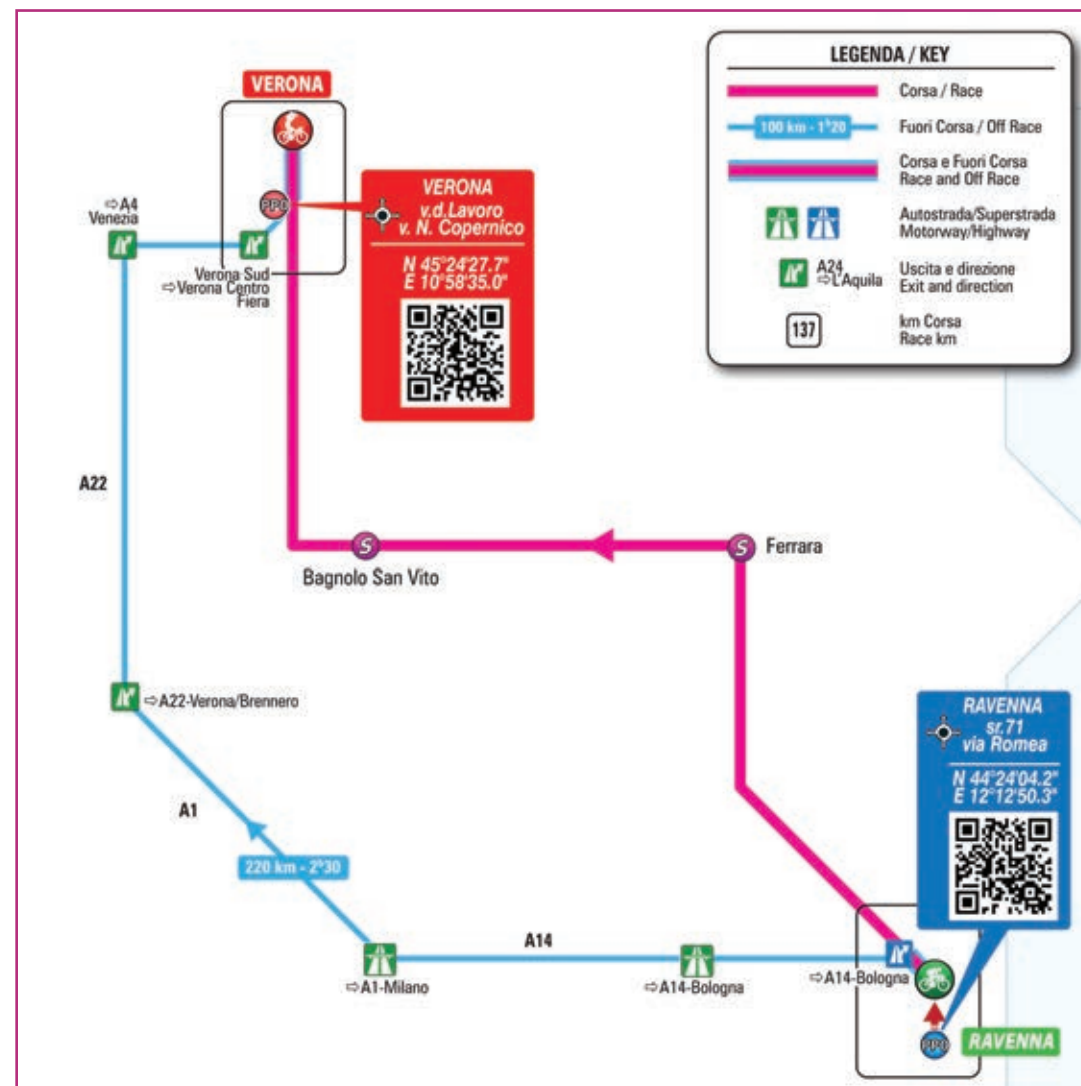 VERONA
LEGENDA / KEY
Corsa / Race
100 km - 1ʰ20
Fuori Corsa / Off Race
Corsa e Fuori Corsa
Race and Off Race
Autostrada/Superstrada
Motorway/Highway
A24
⇨L'Aquila
Uscita e direzione
Exit and direction
137
km Corsa
Race km
⇨A4
Venezia
PPO
Verona Sud
⇨Verona Centro
Fiera
VERONA
v.d.Lavoro
v. N. Copernico
N 45°24'27.7"
E 10°58'35.0"
A22
S
Bagnolo San Vito
S
Ferrara
⇨A22-Verona/Brennero
A1
220 km - 2ʰ30
A14
⇨A1-Milano
⇨A14-Bologna
⇨A14-Bologna
RAVENNA
sr.71
via Romea
N 44°24'04.2"
E 12°12'50.3"
PPO
RAVENNA